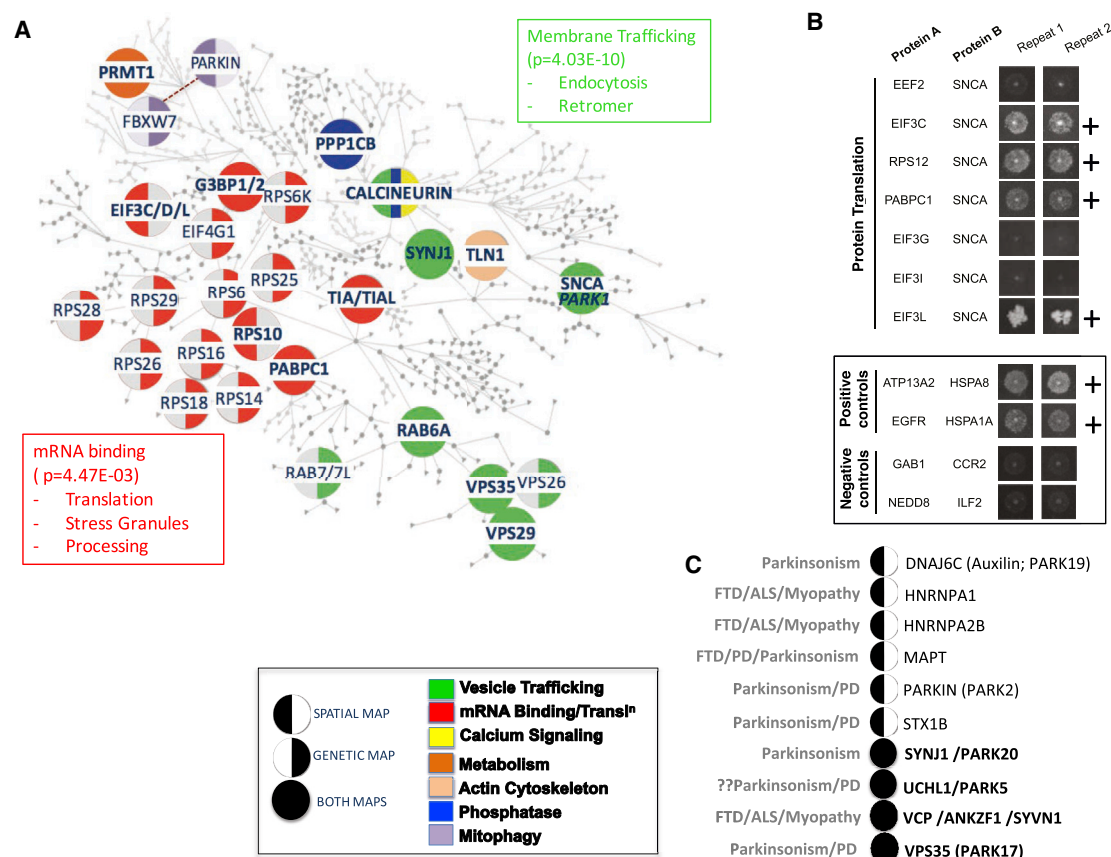 A
PRMT1
PARKIN
FBXW7
Membrane Trafficking
(p=4.03E-10)
- Endocytosis
- Retromer
PPP1CB
G3BP1/2
RPS6K
CALCINEURIN
EIF3C/D/L
EIF4G1
SYNJ1
TLN1
RPS25
RPS6
SNCA
PARK1
RPS29
RPS28
TIA/TIAL
RPS10
RPS16
RPS26
PABPC1
RPS18
RPS14
RAB6A
RAB7/7L
VPS35
VPS26
VPS29
mRNA binding
( p=4.47E-03)
- Translation
- Stress Granules
- Processing
SPATIAL MAP
GENETIC MAP
BOTH MAPS
Vesicle Trafficking
mRNA Binding/Translⁿ
Calcium Signaling
Metabolism
Actin Cytoskeleton
Phosphatase
Mitophagy
B
Protein A Protein B Repeat 1 Repeat 2
Protein Translation
EEF2 SNCA
EIF3C SNCA +
RPS12 SNCA +
PABPC1 SNCA +
EIF3G SNCA
EIF3I SNCA
EIF3L SNCA +
Positive
controls
ATP13A2 HSPA8 +
EGFR HSPA1A +
Negative
controls
GAB1 CCR2
NEDD8 ILF2
C
Parkinsonism DNAJ6C (Auxilin; PARK19)
FTD/ALS/Myopathy HNRNPA1
FTD/ALS/Myopathy HNRNPA2B
FTD/PD/Parkinsonism MAPT
Parkinsonism/PD PARKIN (PARK2)
Parkinsonism/PD STX1B
Parkinsonism SYNJ1 /PARK20
??Parkinsonism/PD UCHL1/PARK5
FTD/ALS/Myopathy VCP /ANKZF1 /SYVN1
Parkinsonism/PD VPS35 (PARK17)